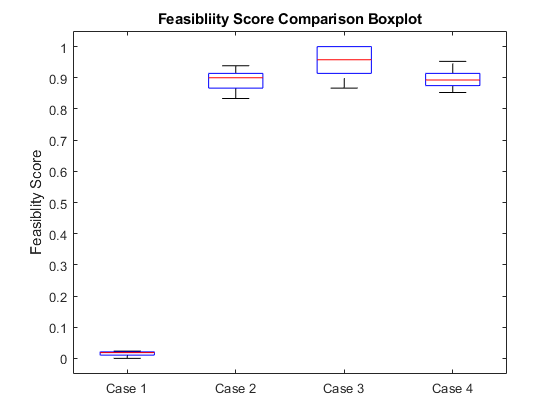 Feasibliity Score Comparison Boxplot
Feasiblity Score
1
0.9
0.8
0.7
0.6
0.5
0.4
0.3
0.2
0.1
0
Case 1
Case 2
Case 3
Case 4